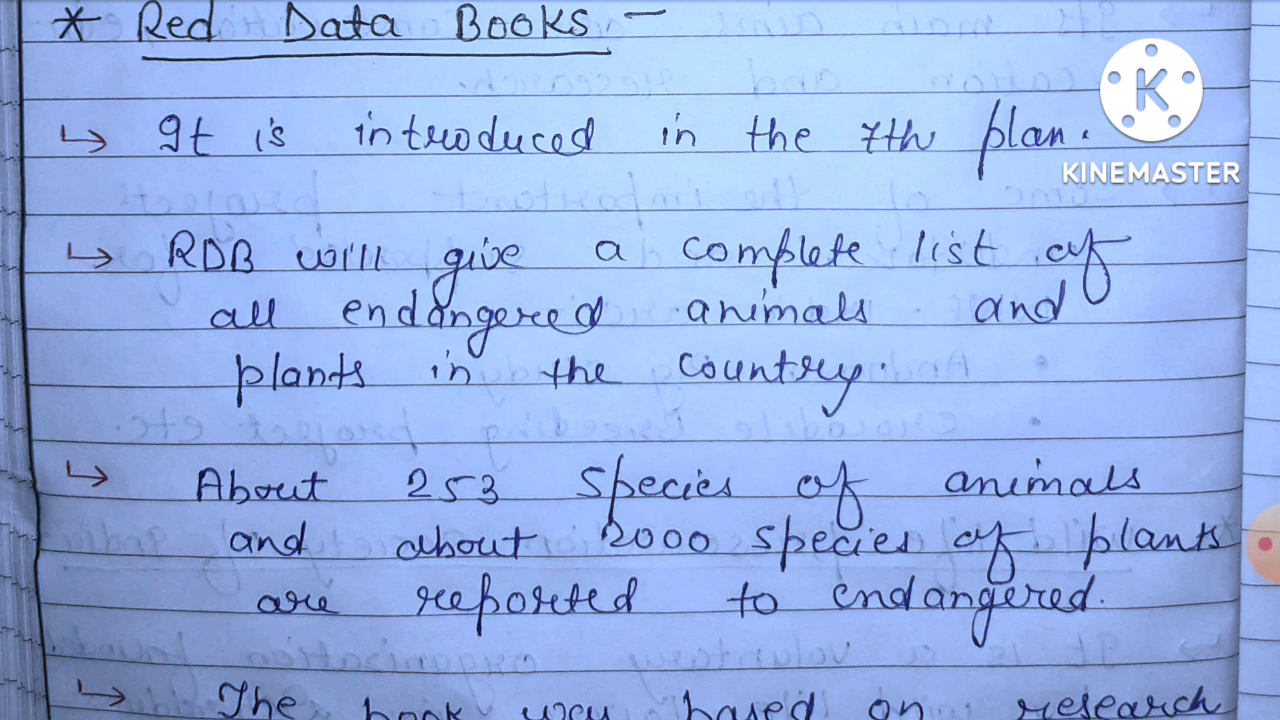 * Red Data Books -
K
KINEMASTER
↳ It is introduced in the 7th plan.
↳ RDB will give a complete list of
all endangered animals and
plants in the country.
↳ About 253 species of animals
and about 2000 species of plants
are reported to endangered.
↳ The book was based on research